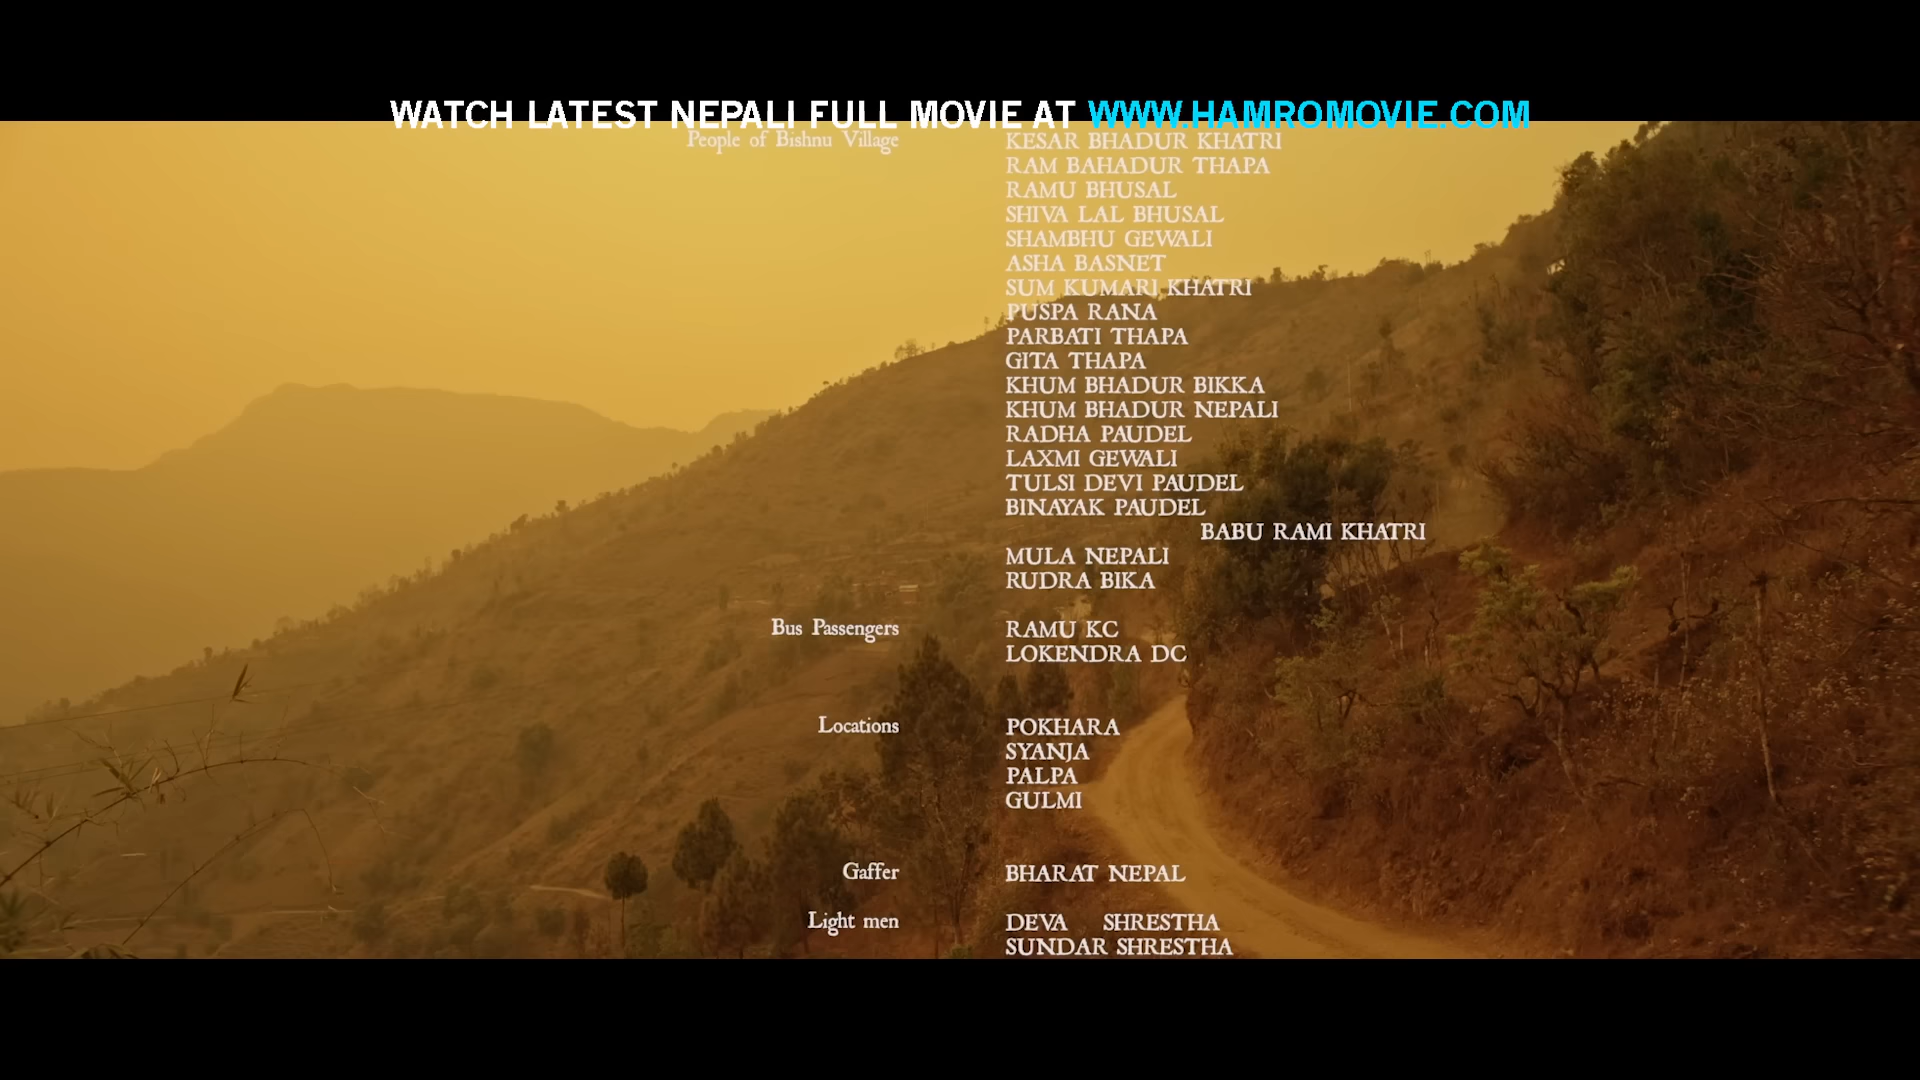 WATCH LATEST NEPALI FULL MOVIE AT WWW.HAMROMOVIE.COM
People of Bishnu Village KESAR BHADUR KHATRI
RAM BAHADUR THAPA
RAMU BHUSAL
SHIVA LAL BHUSAL
SHAMBHU GEWALI
ASHA BASNET
SUM KUMARI KHATRI
PUSPA RANA
PARBATI THAPA
GITA THAPA
KHUM BHADUR BIKKA
KHUM BHADUR NEPALI
RADHA PAUDEL
LAXMI GEWALI
TULSI DEVI PAUDEL
BINAYAK PAUDEL
BABU RAMI KHATRI
MULA NEPALI
RUDRA BIKA
Bus Passengers RAMU KC
LOKENDRA DC
Locations POKHARA
SYANJA
PALPA
GULMI
Gaffer BHARAT NEPAL
Light men DEVA SHRESTHA
SUNDAR SHRESTHA